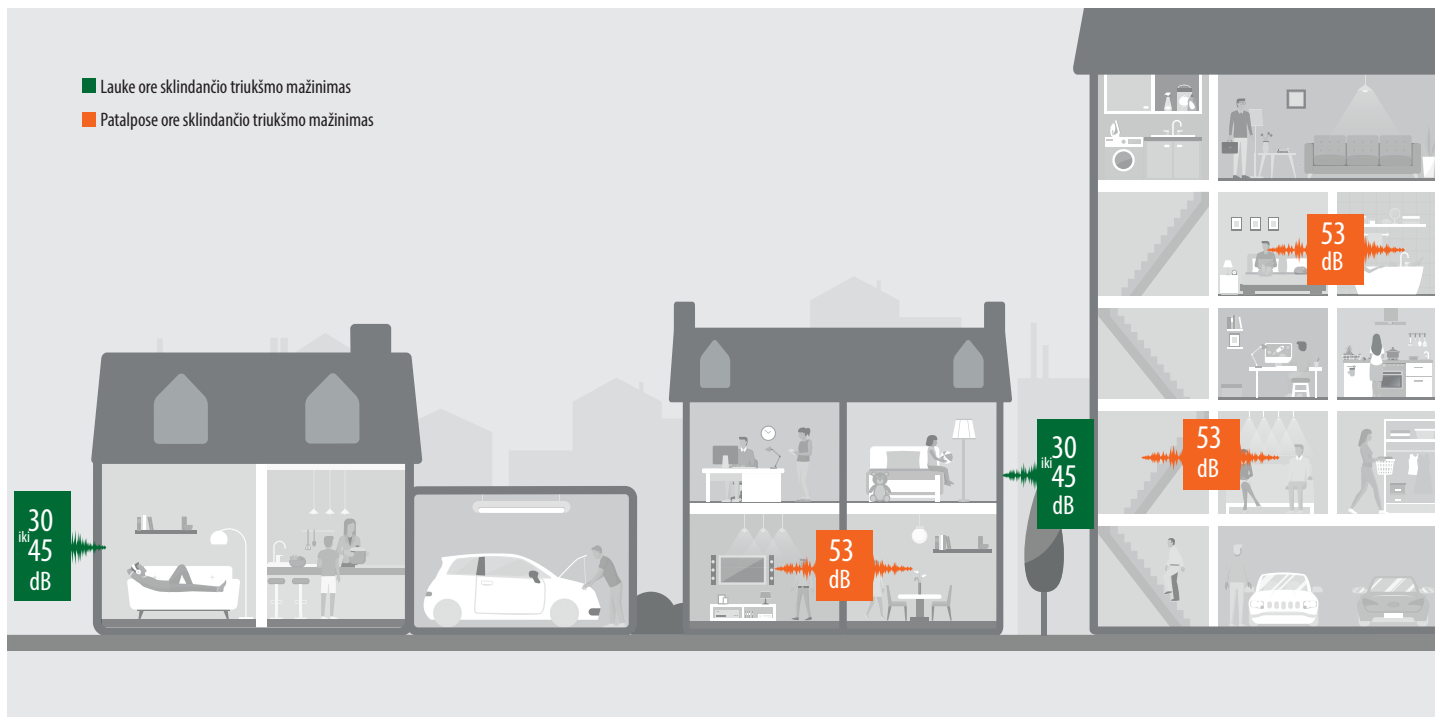 Lauke ore sklindančio triukšmo mažinimas
Patalpose ore sklindančio triukšmo mažinimas
53
dB
53
dB
30
iki
45
dB
30
iki
45
dB
53
dB